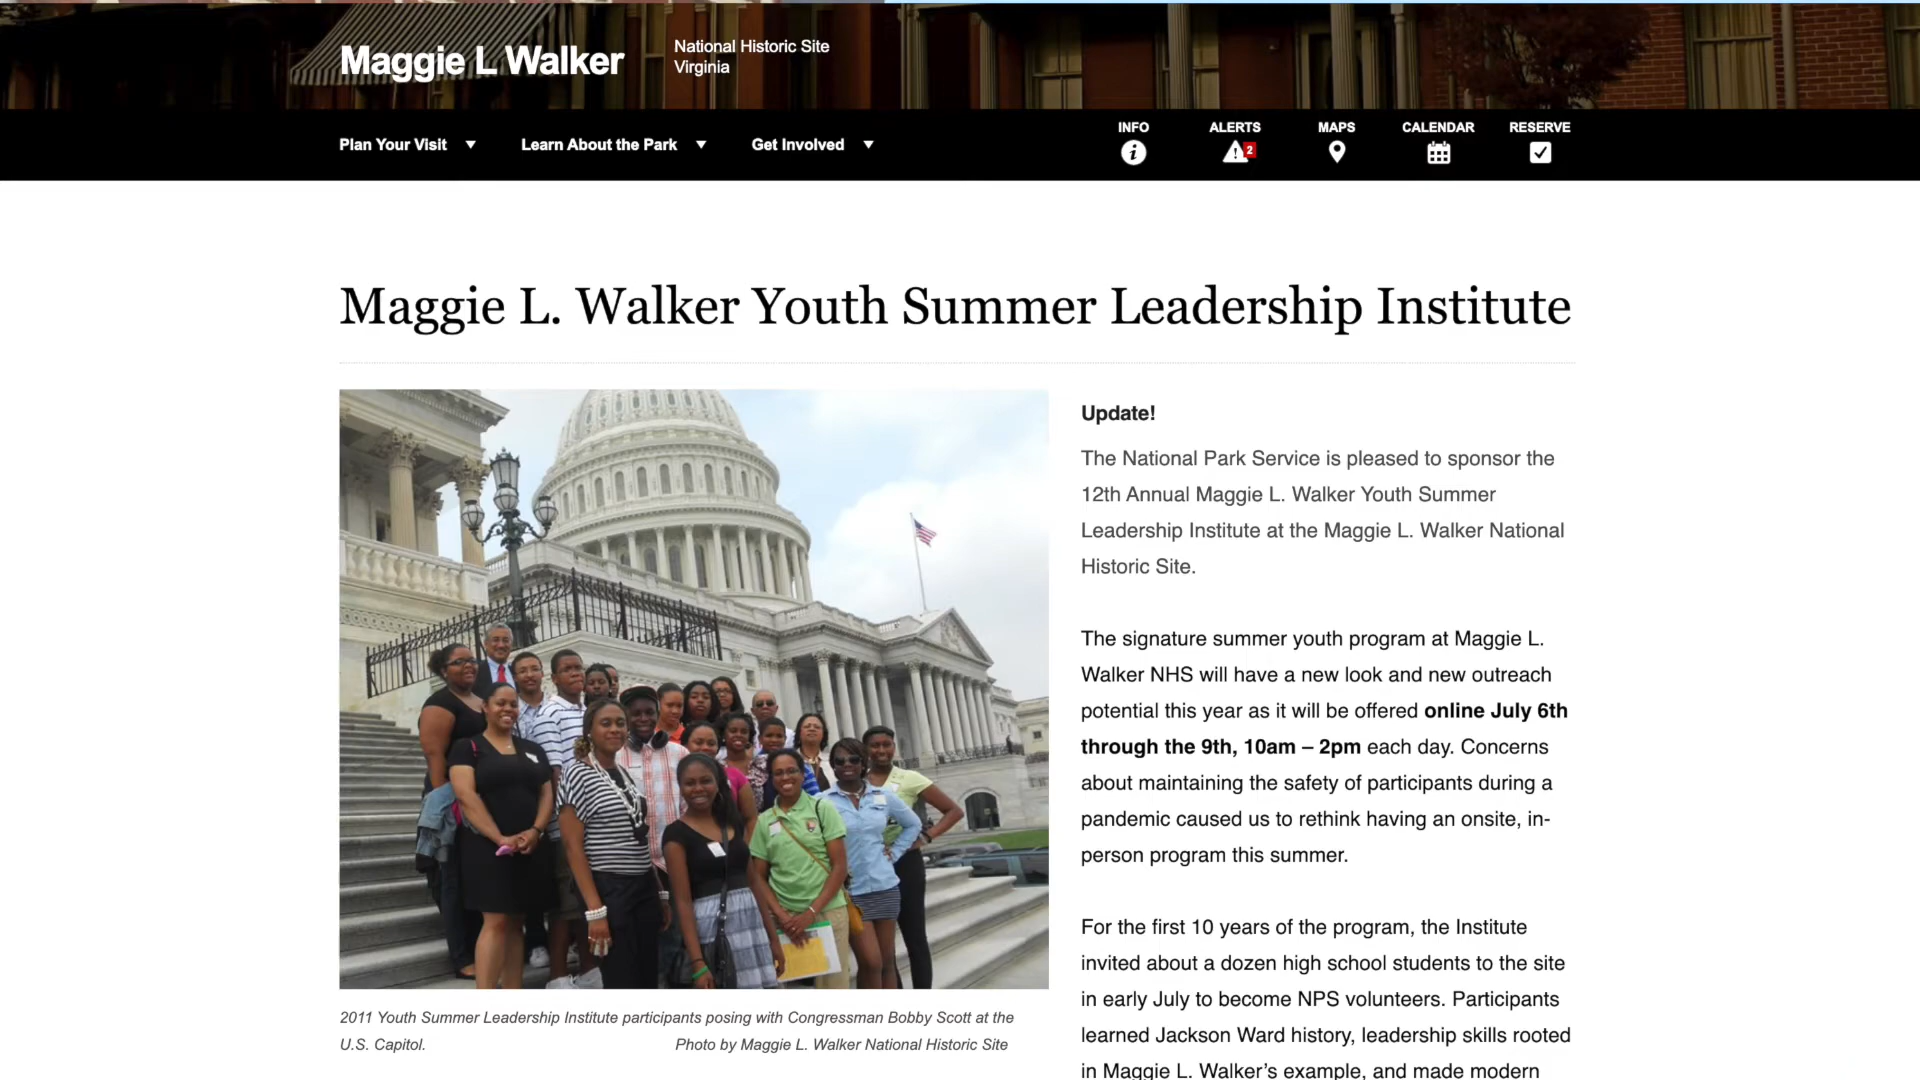 Maggie L Walker
National Historic Site
Virginia
Plan Your Visit
Learn About the Park
Get Involved
INFO
ALERTS
2
MAPS
CALENDAR
RESERVE
Maggie L. Walker Youth Summer Leadership Institute
2011 Youth Summer Leadership Institute participants posing with Congressman Bobby Scott at the
U.S. Capitol. Photo by Maggie L. Walker National Historic Site
Update!
The National Park Service is pleased to sponsor the
12th Annual Maggie L. Walker Youth Summer
Leadership Institute at the Maggie L. Walker National
Historic Site.
The signature summer youth program at Maggie L.
Walker NHS will have a new look and new outreach
potential this year as it will be offered online July 6th
through the 9th, 10am – 2pm each day. Concerns
about maintaining the safety of participants during a
pandemic caused us to rethink having an onsite, in-
person program this summer.
For the first 10 years of the program, the Institute
invited about a dozen high school students to the site
in early July to become NPS volunteers. Participants
learned Jackson Ward history, leadership skills rooted
in Maggie L. Walker’s example, and made modern